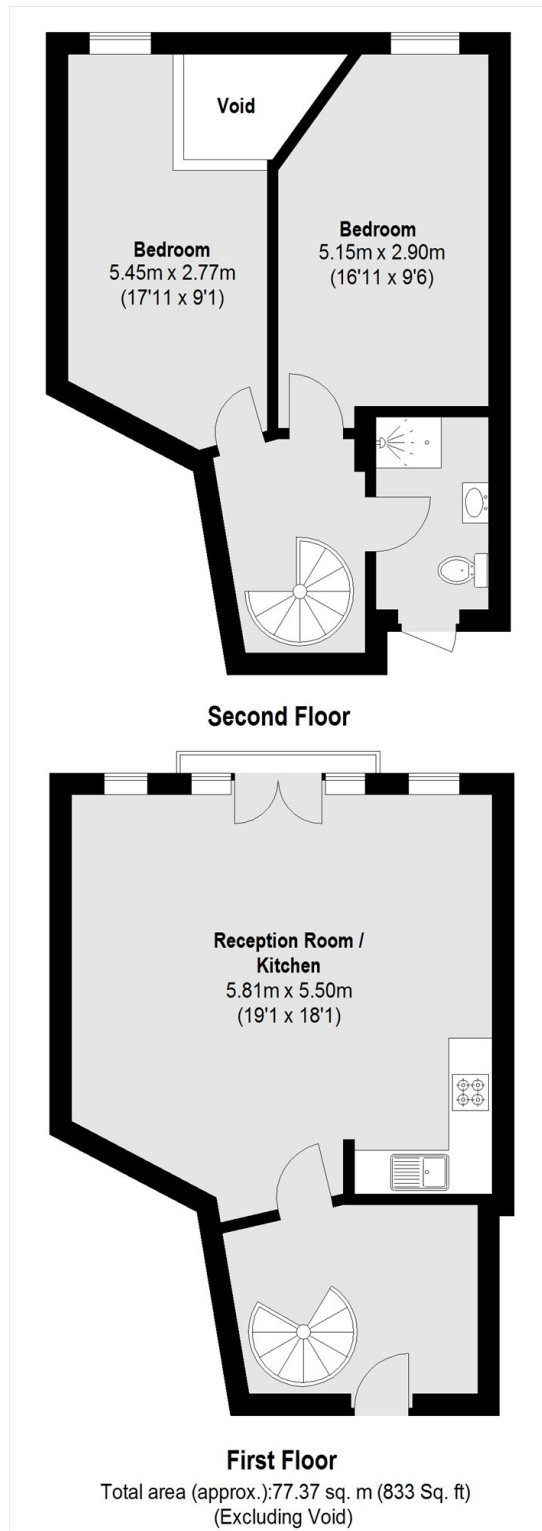 Void
Bedroom
5.45m x 2.77m
(17'11 x 9'1)
Bedroom
5.15m x 2.90m
(16'11 x 9'6)
Second Floor
Reception Room /
Kitchen
5.81m x 5.50m
(19'1 x 18'1)
First Floor
Total area (approx.):77.37 sq. m (833 Sq. ft)
(Excluding Void)